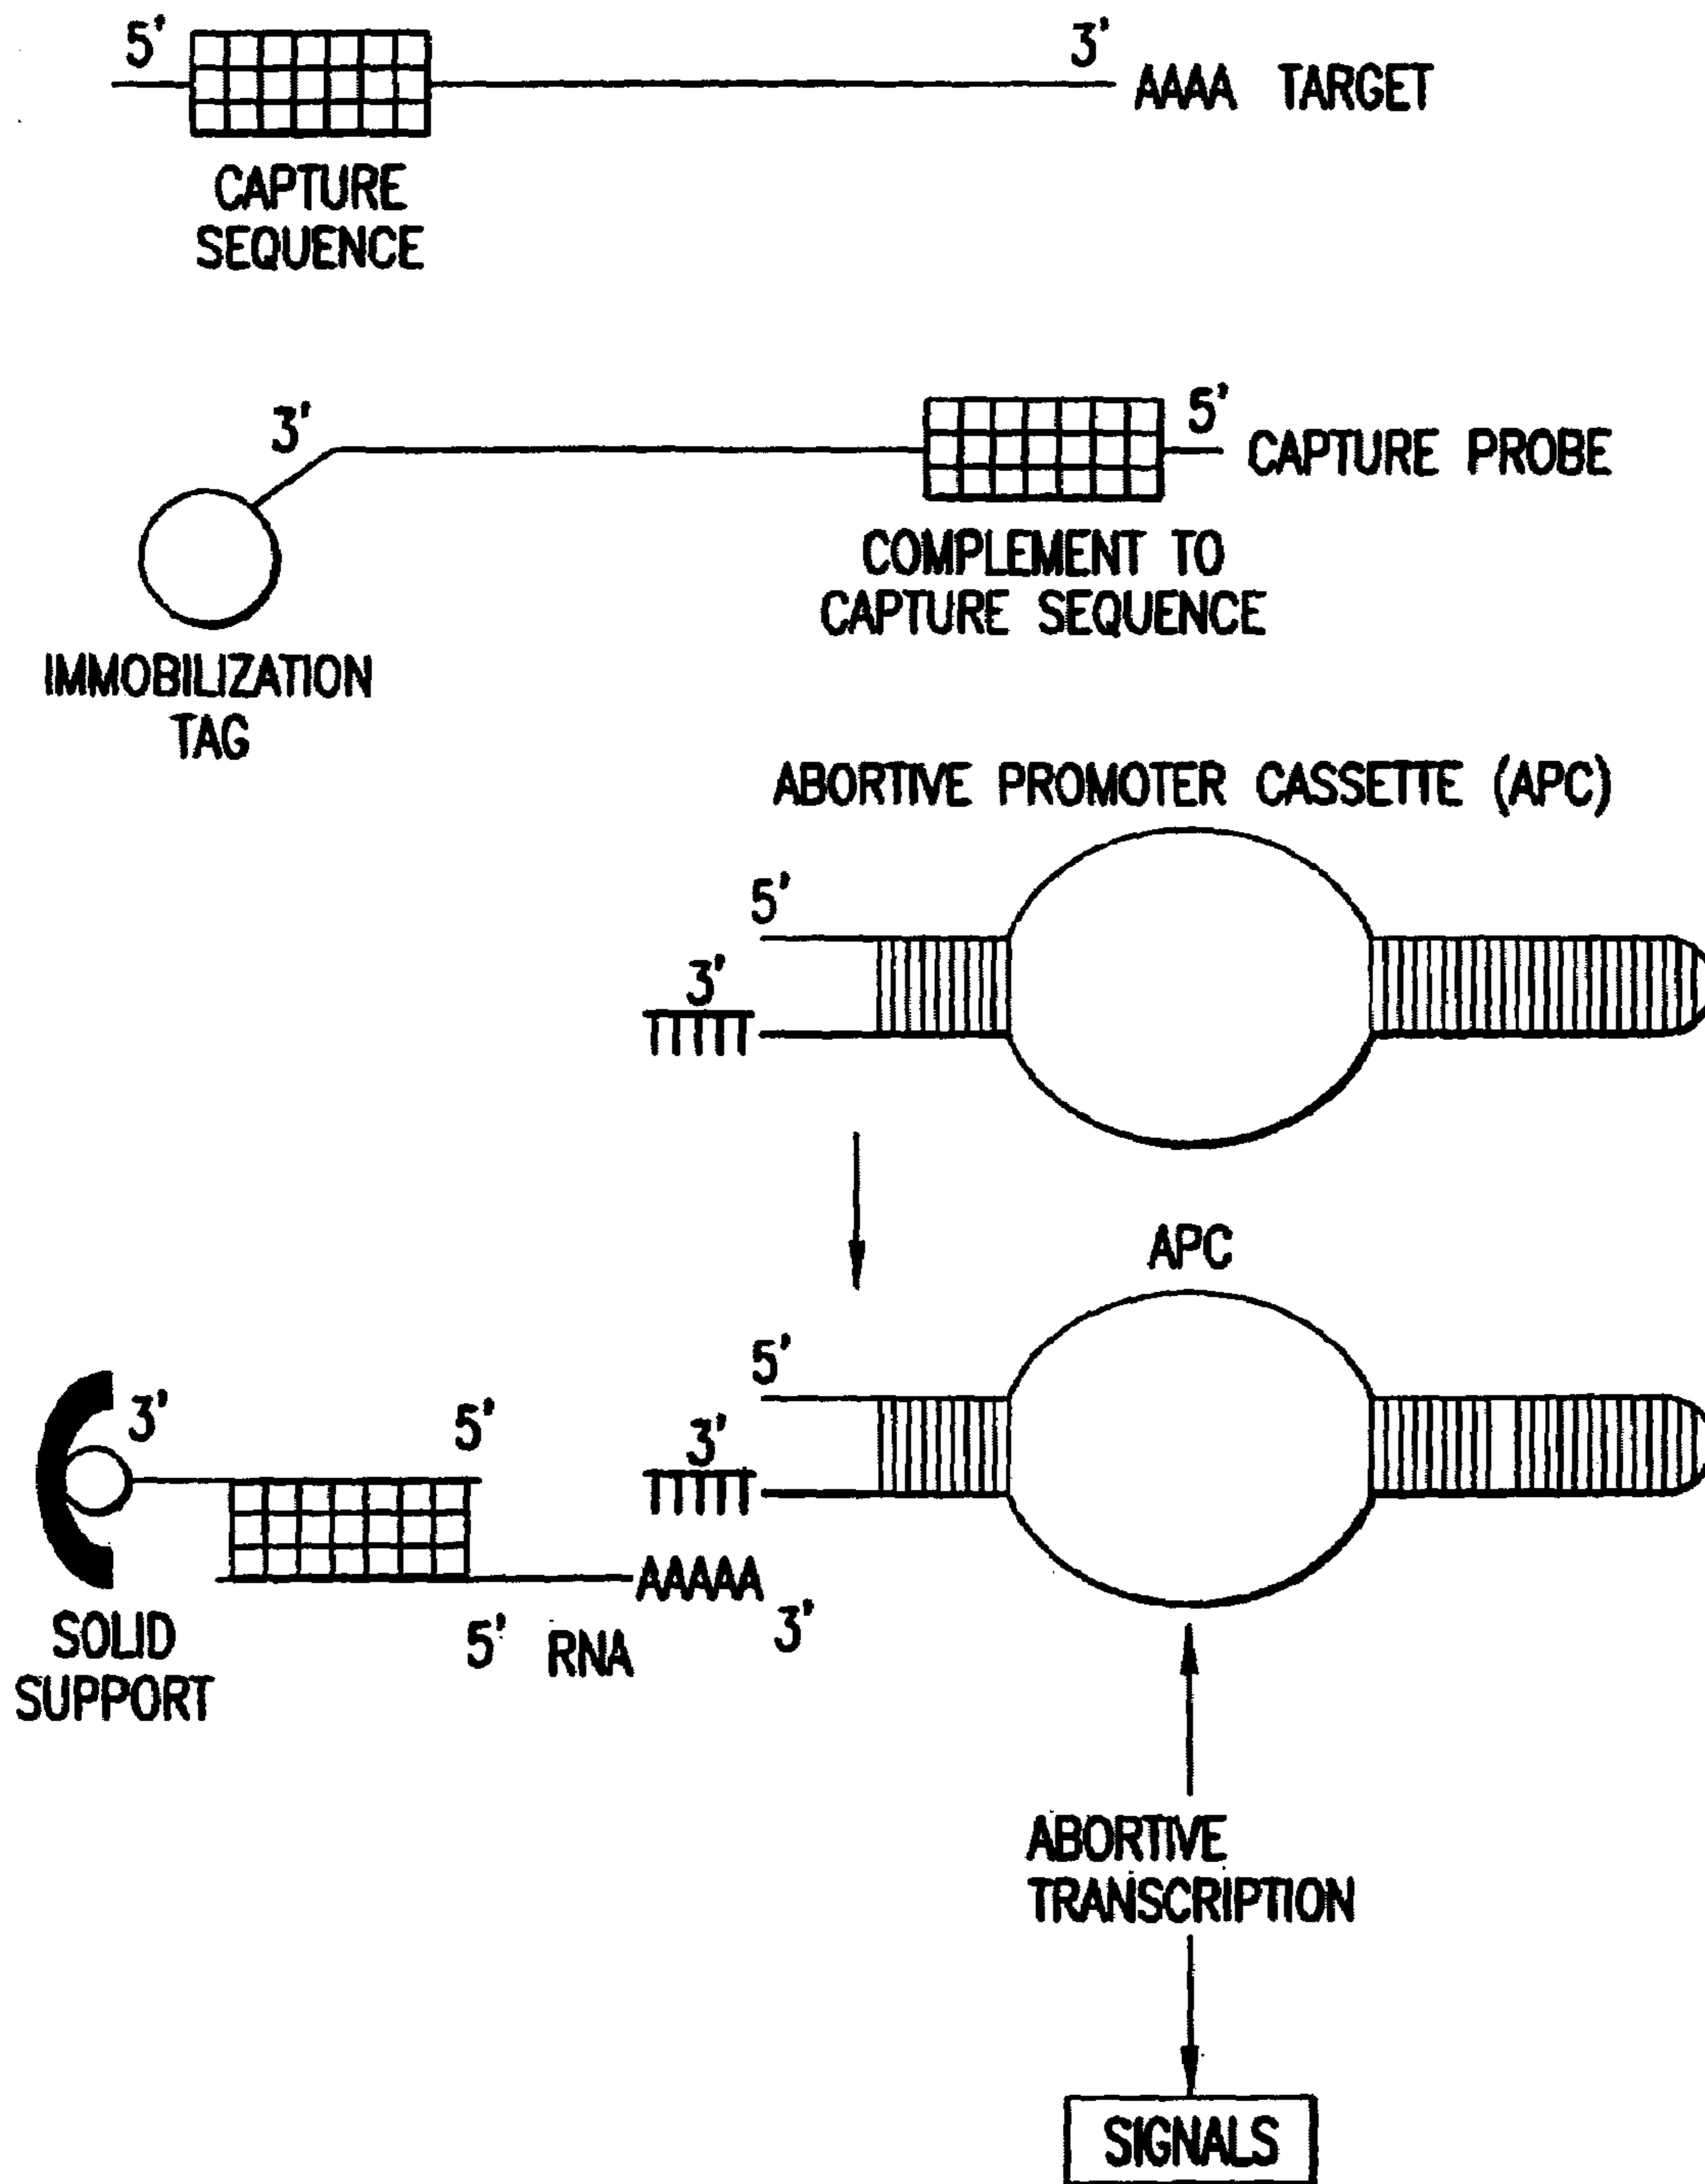 5'
3'
AAAA TARGET
CAPTURE
SEQUENCE
3'
5'
CAPTURE PROBE
COMPLEMENT TO
CAPTURE SEQUENCE
IMMOBILIZATION
TAG
ABORTIVE PROMOTER CASSETTE (APC)
5'
3'
TTTTT
APC
5'
3'
5'
3'
TTTTT
AAAAA
3'
5' RNA
SOLID
SUPPORT
ABORTIVE
TRANSCRIPTION
SIGNALS